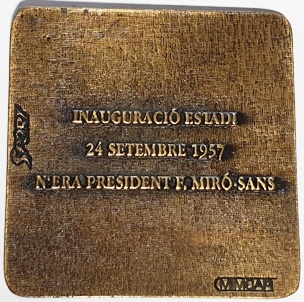 INAUGURACIÓ ESTADI
24 SETEMBRE 1957
N'ERA PRESIDENT F. MIRÓ-SANS